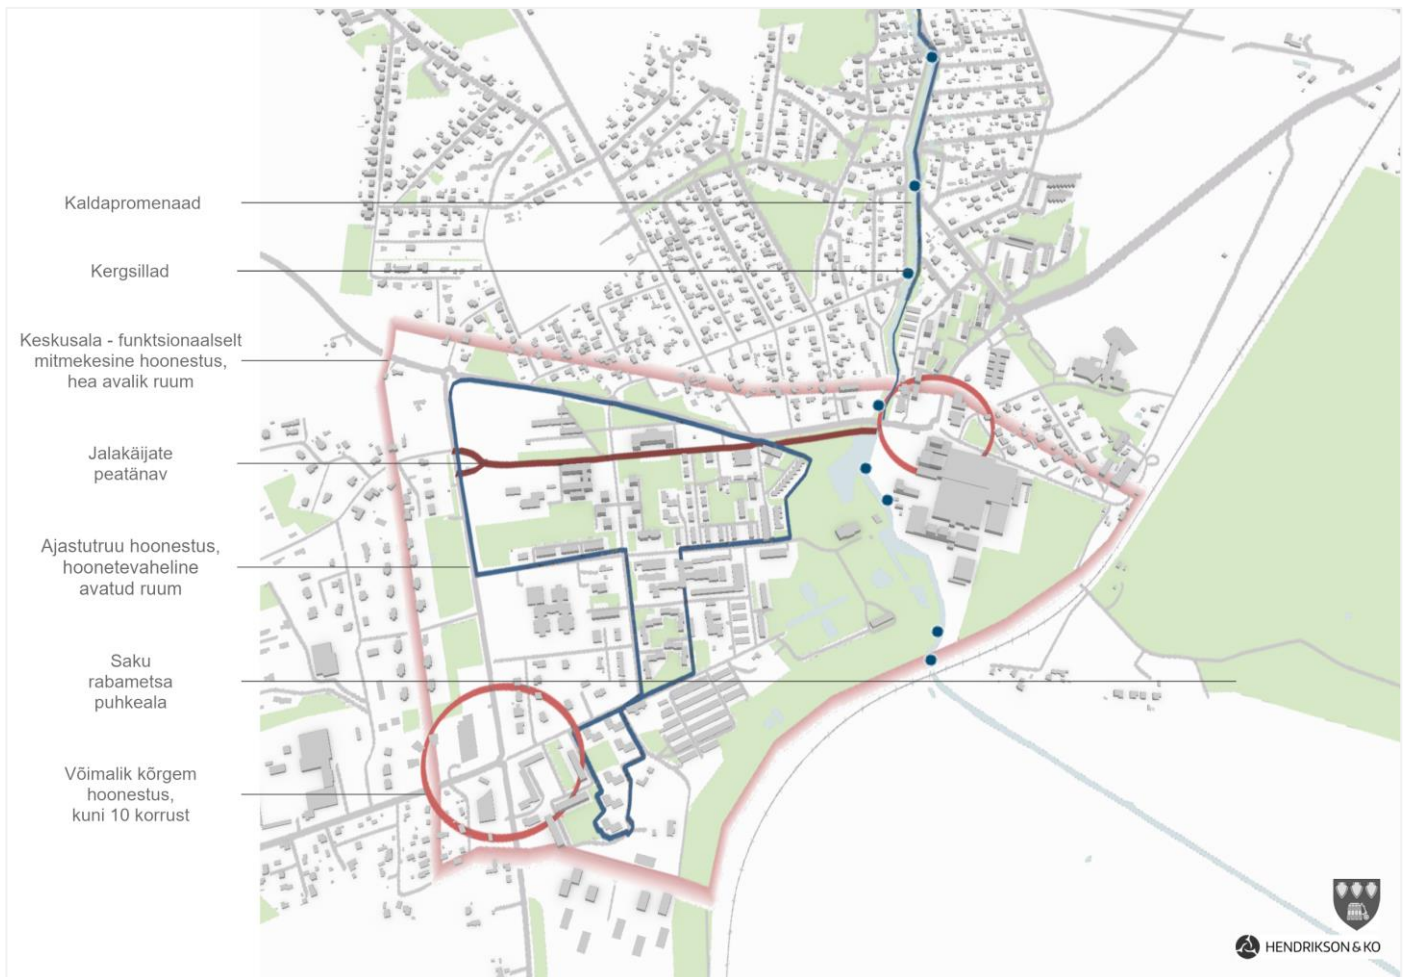 Kaldapromenaad
Kergsillad
Keskusala - funktsionaalselt
mitmekesine hoonestus,
hea avalik ruum
Jalakäijate
peatänav
Ajastutruu hoonestus,
hoonetevaheline
avatud ruum
Saku
rabametsa
puhkeala
Võimalik kõrgem
hoonestus,
kuni 10 korrust
HENDRIKSON & KO